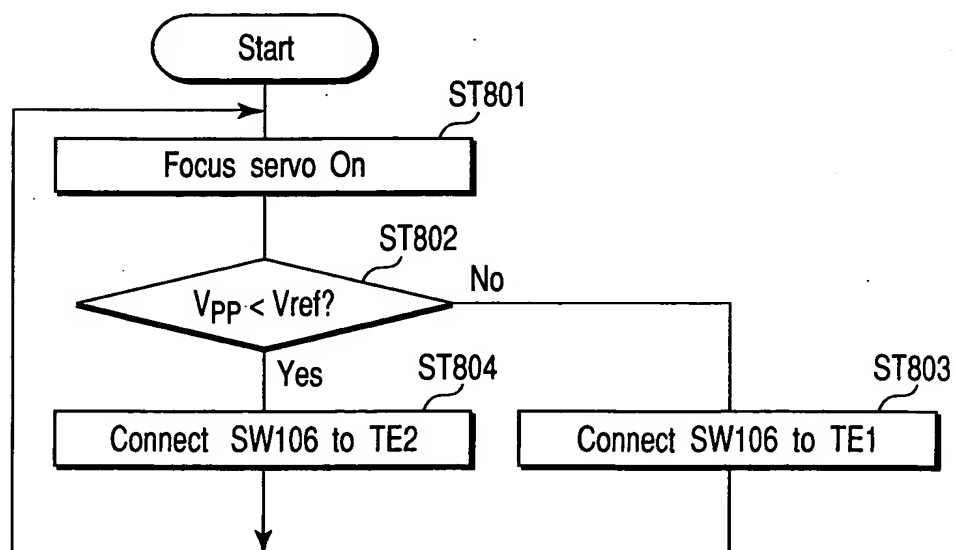 Start
ST801
Focus servo On
ST802
VPP < Vref?
No
Yes
ST804
ST803
Connect SW106 to TE2
Connect SW106 to TE1